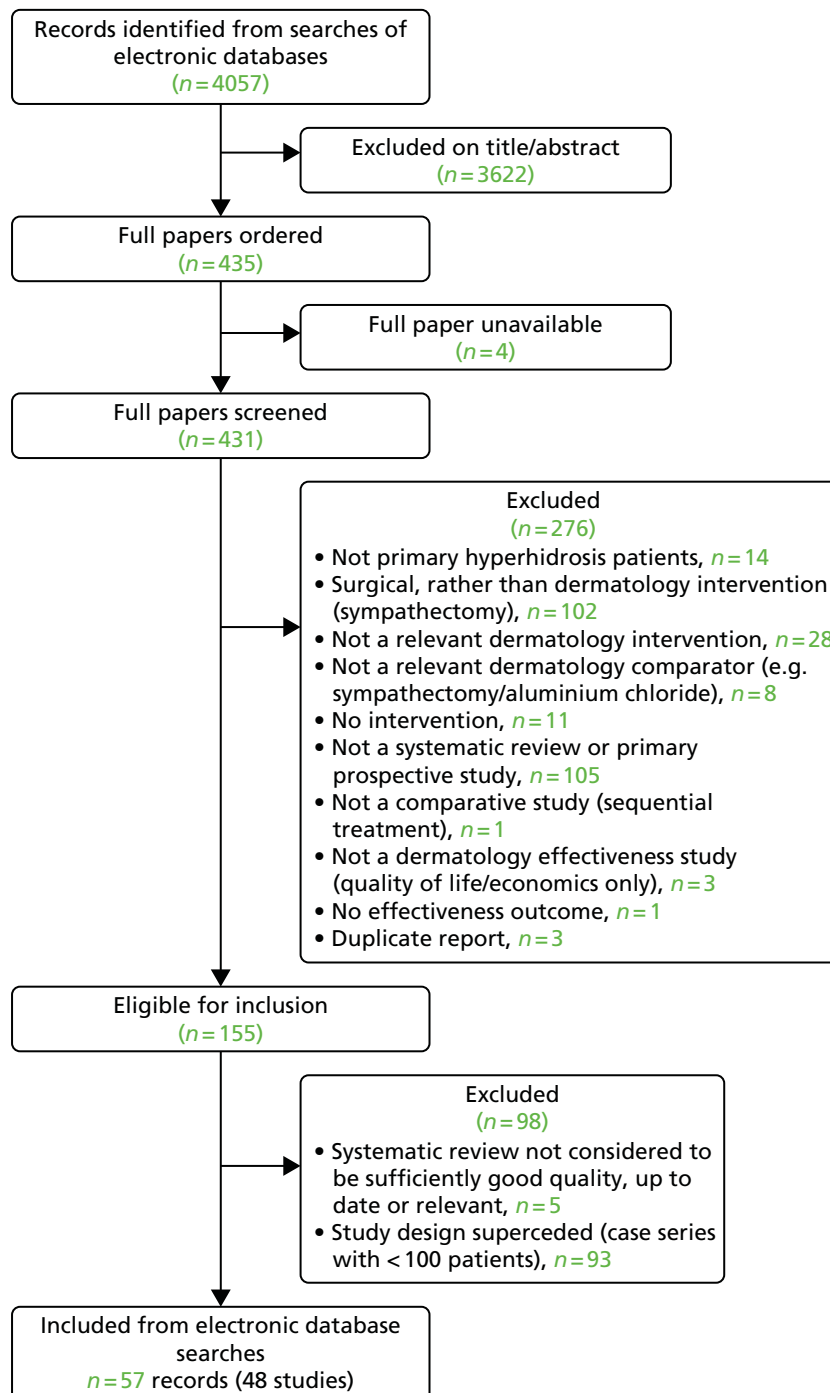 Records identified from searches of
electronic databases
(n=4057)
Excluded on title/abstract
(n=3622)
Full papers ordered
(n=435)
Full paper unavailable
(n=4)
Full papers screened
(n=431)
Excluded
(n=276)
• Not primary hyperhidrosis patients, n=14
• Surgical, rather than dermatology intervention
(sympathectomy), n=102
• Not a relevant dermatology intervention, n=28
• Not a relevant dermatology comparator (e.g.
sympathectomy/aluminium chloride), n=8
• No intervention, n=11
• Not a systematic review or primary
prospective study, n=105
• Not a comparative study (sequential
treatment), n=1
• Not a dermatology effectiveness study
(quality of life/economics only), n=3
• No effectiveness outcome, n=1
• Duplicate report, n=3
Eligible for inclusion
(n=155)
Excluded
(n=98)
• Systematic review not considered to
be sufficiently good quality, up to
date or relevant, n=5
• Study design superceded (case series
with <100 patients), n=93
Included from electronic database
searches
n=57 records (48 studies)